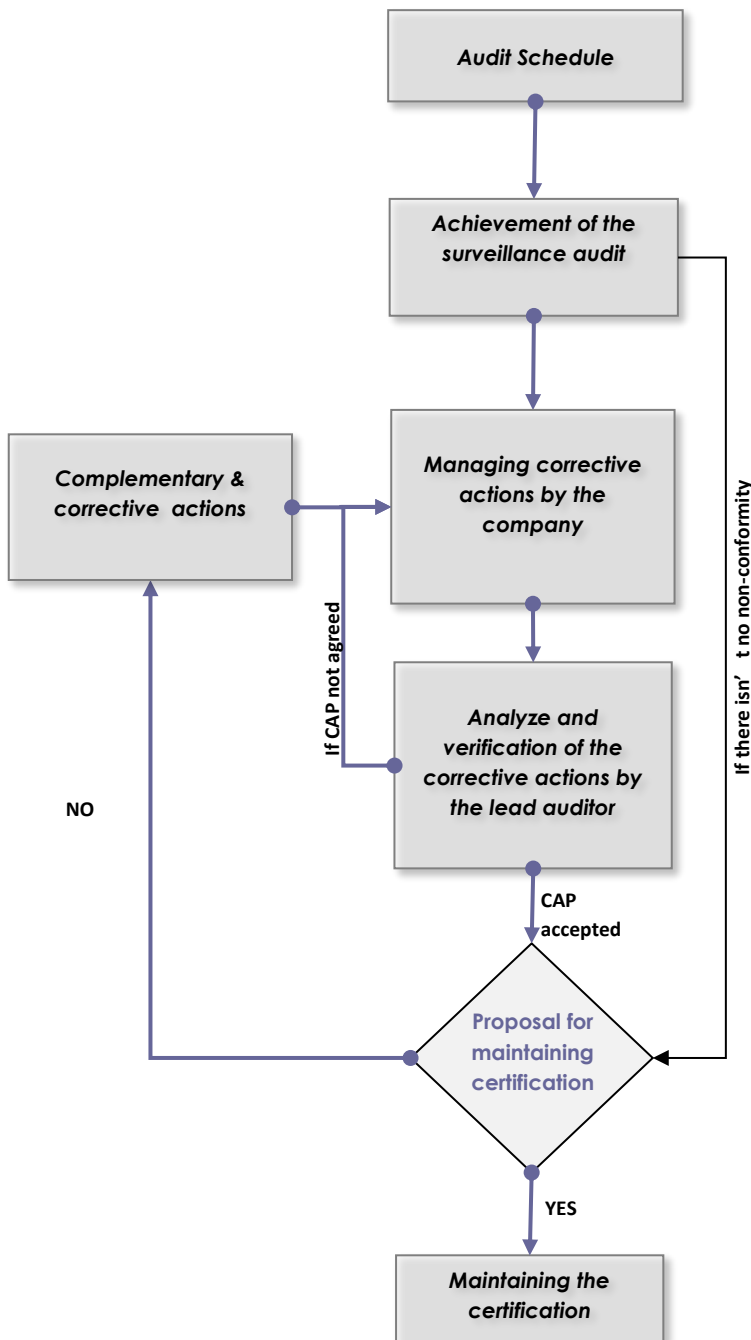 Audit Schedule
Achievement of the
surveillance audit
Complementary &
corrective actions
Managing corrective
actions by the
company
If there isn’ t no non-conformity
If CAP not agreed
Analyze and
verification of the
corrective actions by
the lead auditor
NO
CAP
accepted
Proposal for
maintaining
certification
YES
Maintaining the
certification